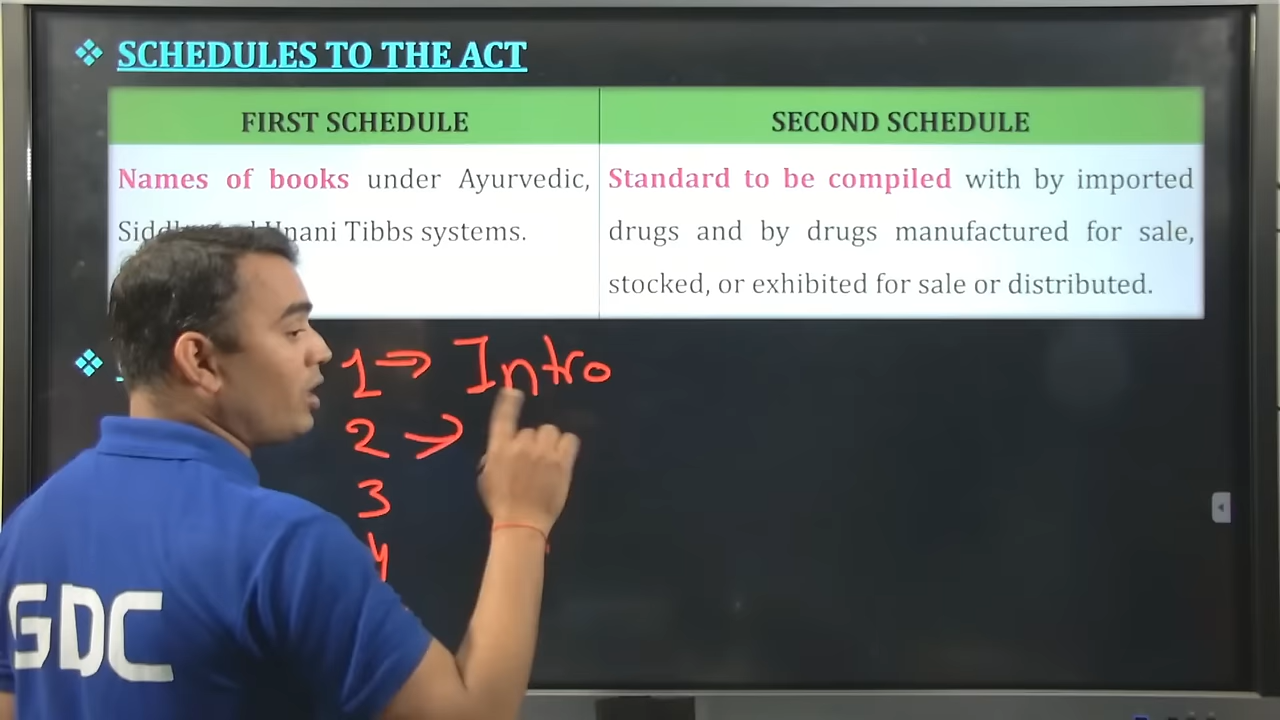 ❖ SCHEDULES TO THE ACT
FIRST SCHEDULE
SECOND SCHEDULE
Names of books under Ayurvedic,
Unani Tibbs systems.
Standard to be compiled with by imported
drugs and by drugs manufactured for sale,
stocked, or exhibited for sale or distributed.
❖
1 ⇒ Intro
2 →
3
4
GDC